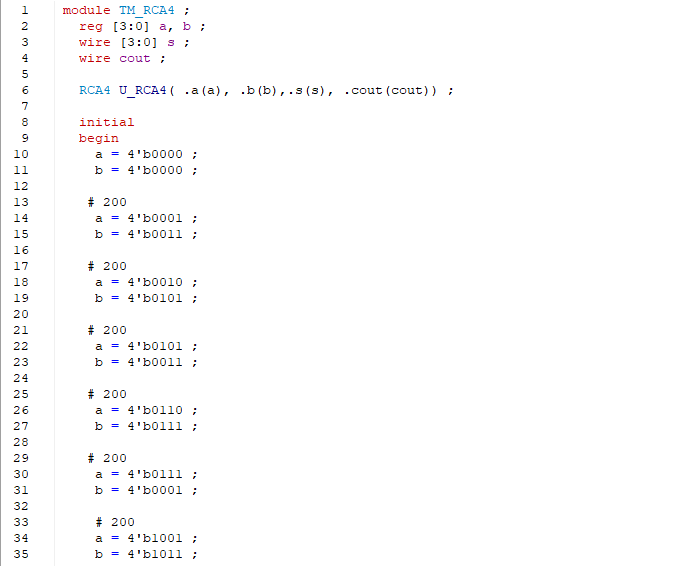 1 module TM_RCA4 ;
2 reg [3:0] a, b ;
3 wire [3:0] s ;
4 wire cout ;
5
6 RCA4 U_RCA4( .a(a), .b(b),.s(s), .cout(cout)) ;
7
8 initial
9 begin
10 a = 4'b0000 ;
11 b = 4'b0000 ;
12
13 # 200
14 a = 4'b0001 ;
15 b = 4'b0011 ;
16
17 # 200
18 a = 4'b0010 ;
19 b = 4'b0101 ;
20
21 # 200
22 a = 4'b0101 ;
23 b = 4'b0011 ;
24
25 # 200
26 a = 4'b0110 ;
27 b = 4'b0111 ;
28
29 # 200
30 a = 4'b0111 ;
31 b = 4'b0001 ;
32
33 # 200
34 a = 4'b1001 ;
35 b = 4'b1011 ;